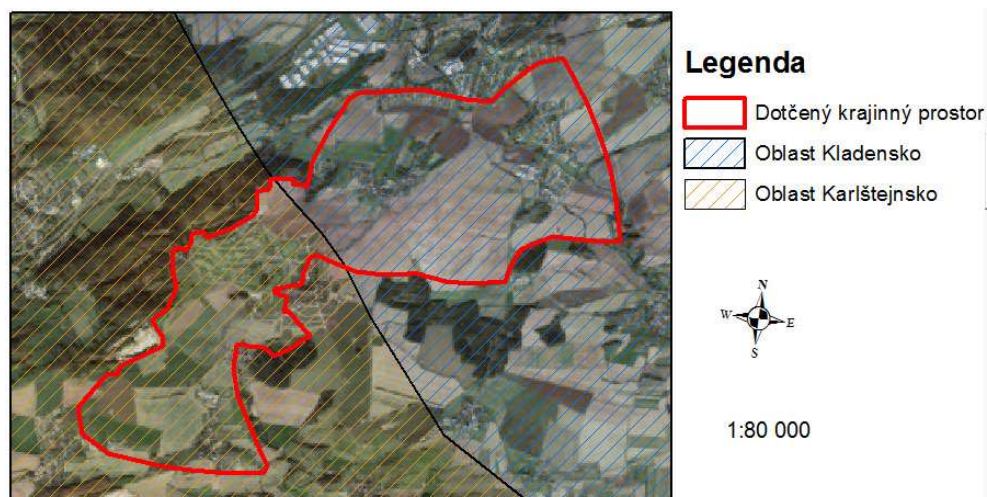 Legenda
Dotčený krajinný prostor
Oblast Kladensko
Oblast Karlštejnsko
N
W E
S
1:80 000